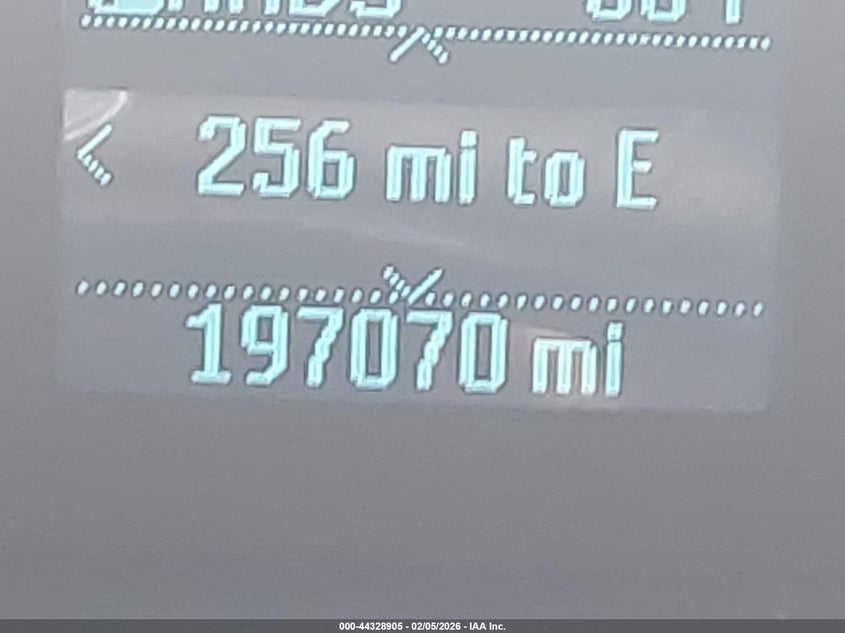 256 mi to E
197070 mi
000-44328905 - 02/05/2026 - IAA Inc.